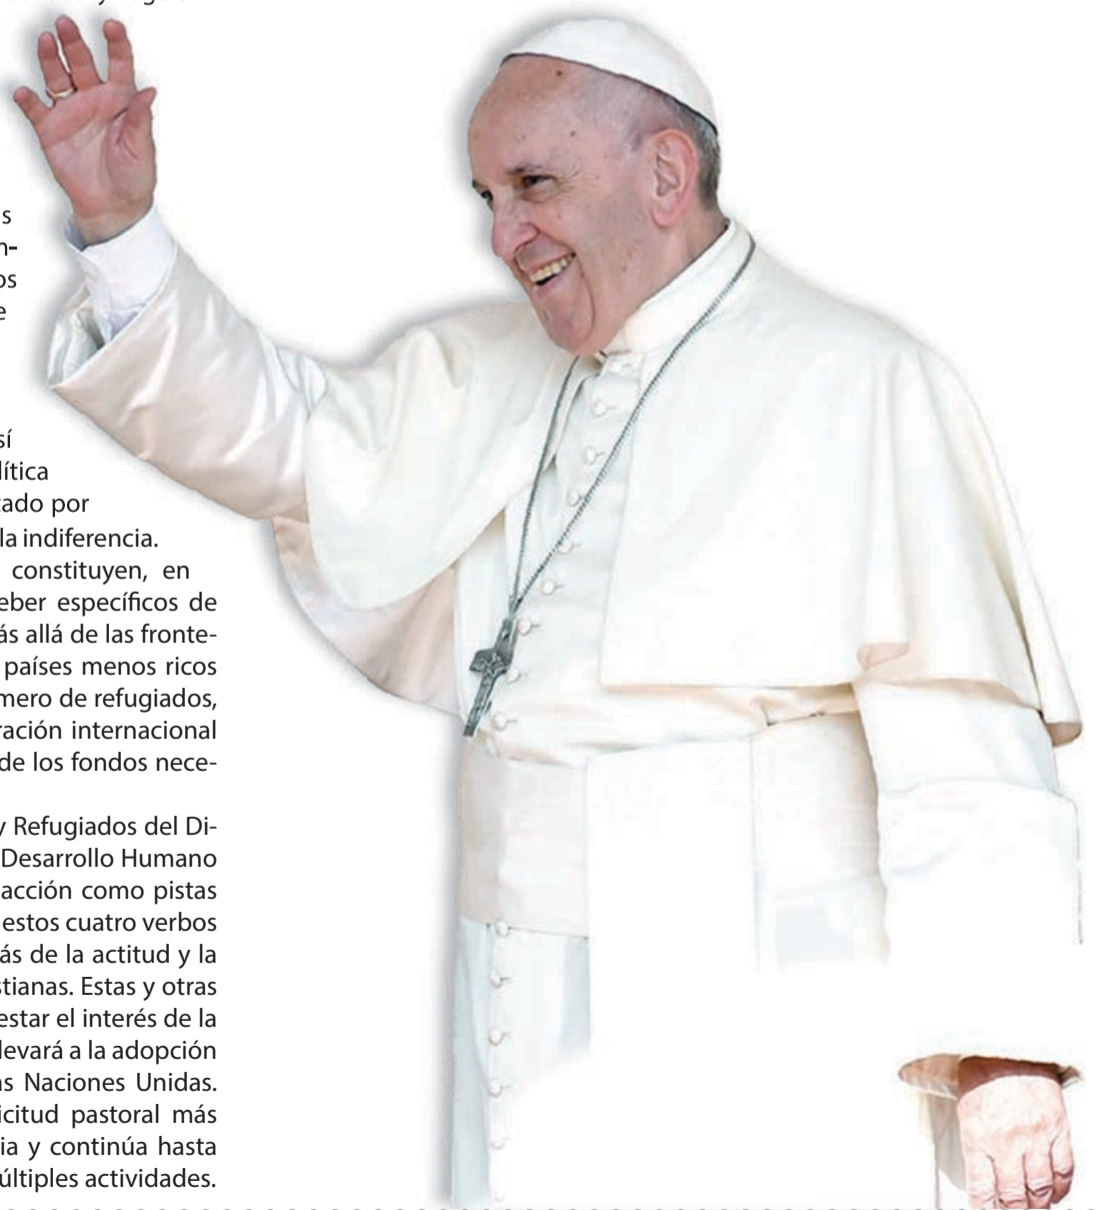 s
n-
os
e
sí
lítica
tado por
la indiferencia.
constituyen, en
eber específicos de
ás allá de las fronte-
países menos ricos
mero de refugiados,
ración internacional
de los fondos nece-
y Refugiados del Di-
Desarrollo Humano
acción como pistas
estos cuatro verbos
ás de la actitud y la
stianas. Estas y otras
estar el interés de la
levará a la adopción
as Naciones Unidas.
icitud pastoral más
ia y continúa hasta
últiples actividades.